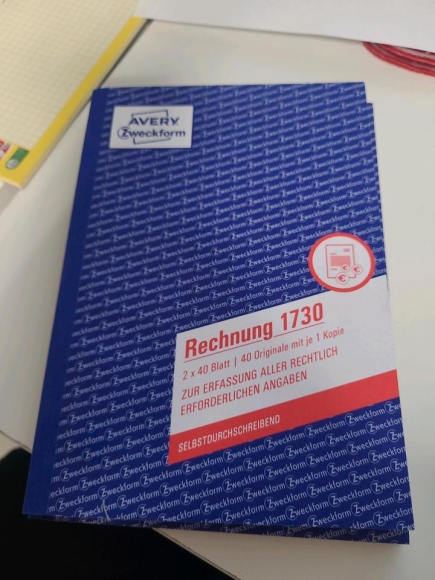 AVERY
Zweckform
Rechnung 1730
2 x 40 Blatt | 40 Originale mit je 1 Kopie
ZUR ERFASSUNG ALLER RECHTLICH
ERFORDERLICHEN ANGABEN
SELBSTDURCHSCHREIBEND